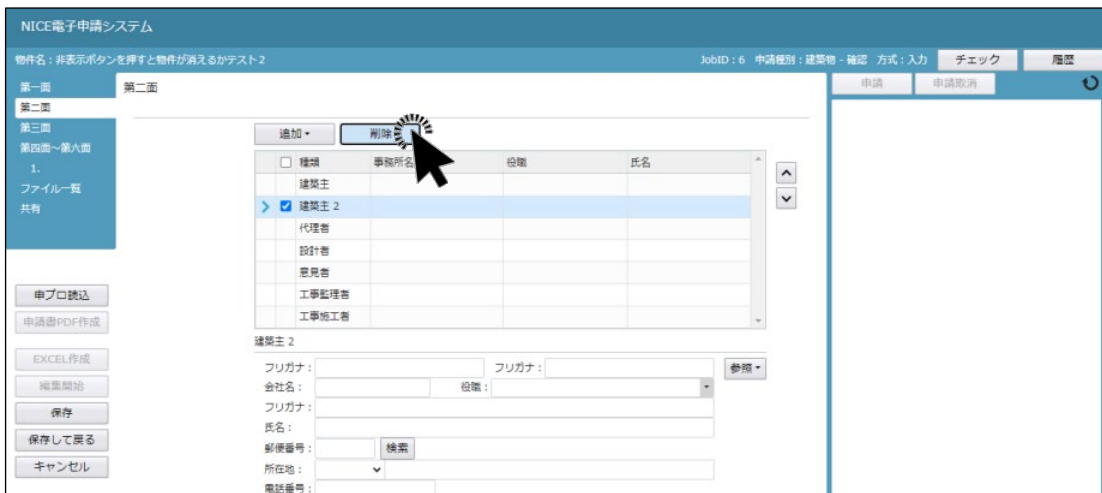 NICE電子申請システム
物件名：非表示ボタンを押すと物件が消えるかテスト2
JobID：6 申請種別：建築物 - 確認 方式：入力 チェック 履歴
申請 申請取消
第一面
第二面
第三面
第四面～第六面
1.
ファイル一覧
共有
申プロ読込
申請書PDF作成
EXCEL作成
編集開始
保存
保存して戻る
キャンセル
第二面
追加 削除
種類 事務所名 役職 氏名
建築主
建築主 2
代理者
設計者
意見者
工事監理者
工事施工者
建築主 2
フリガナ： フリガナ： 参照
会社名： 役職：
フリガナ：
氏名：
郵便番号： 検索
所在地：
電話番号：